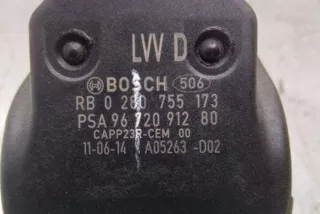 LW D
BOSCH 506
RB 0 280 755 173
PSA 96 720 912 80
CAPP23R-CEM 00
11-06-14 A05263 -D02